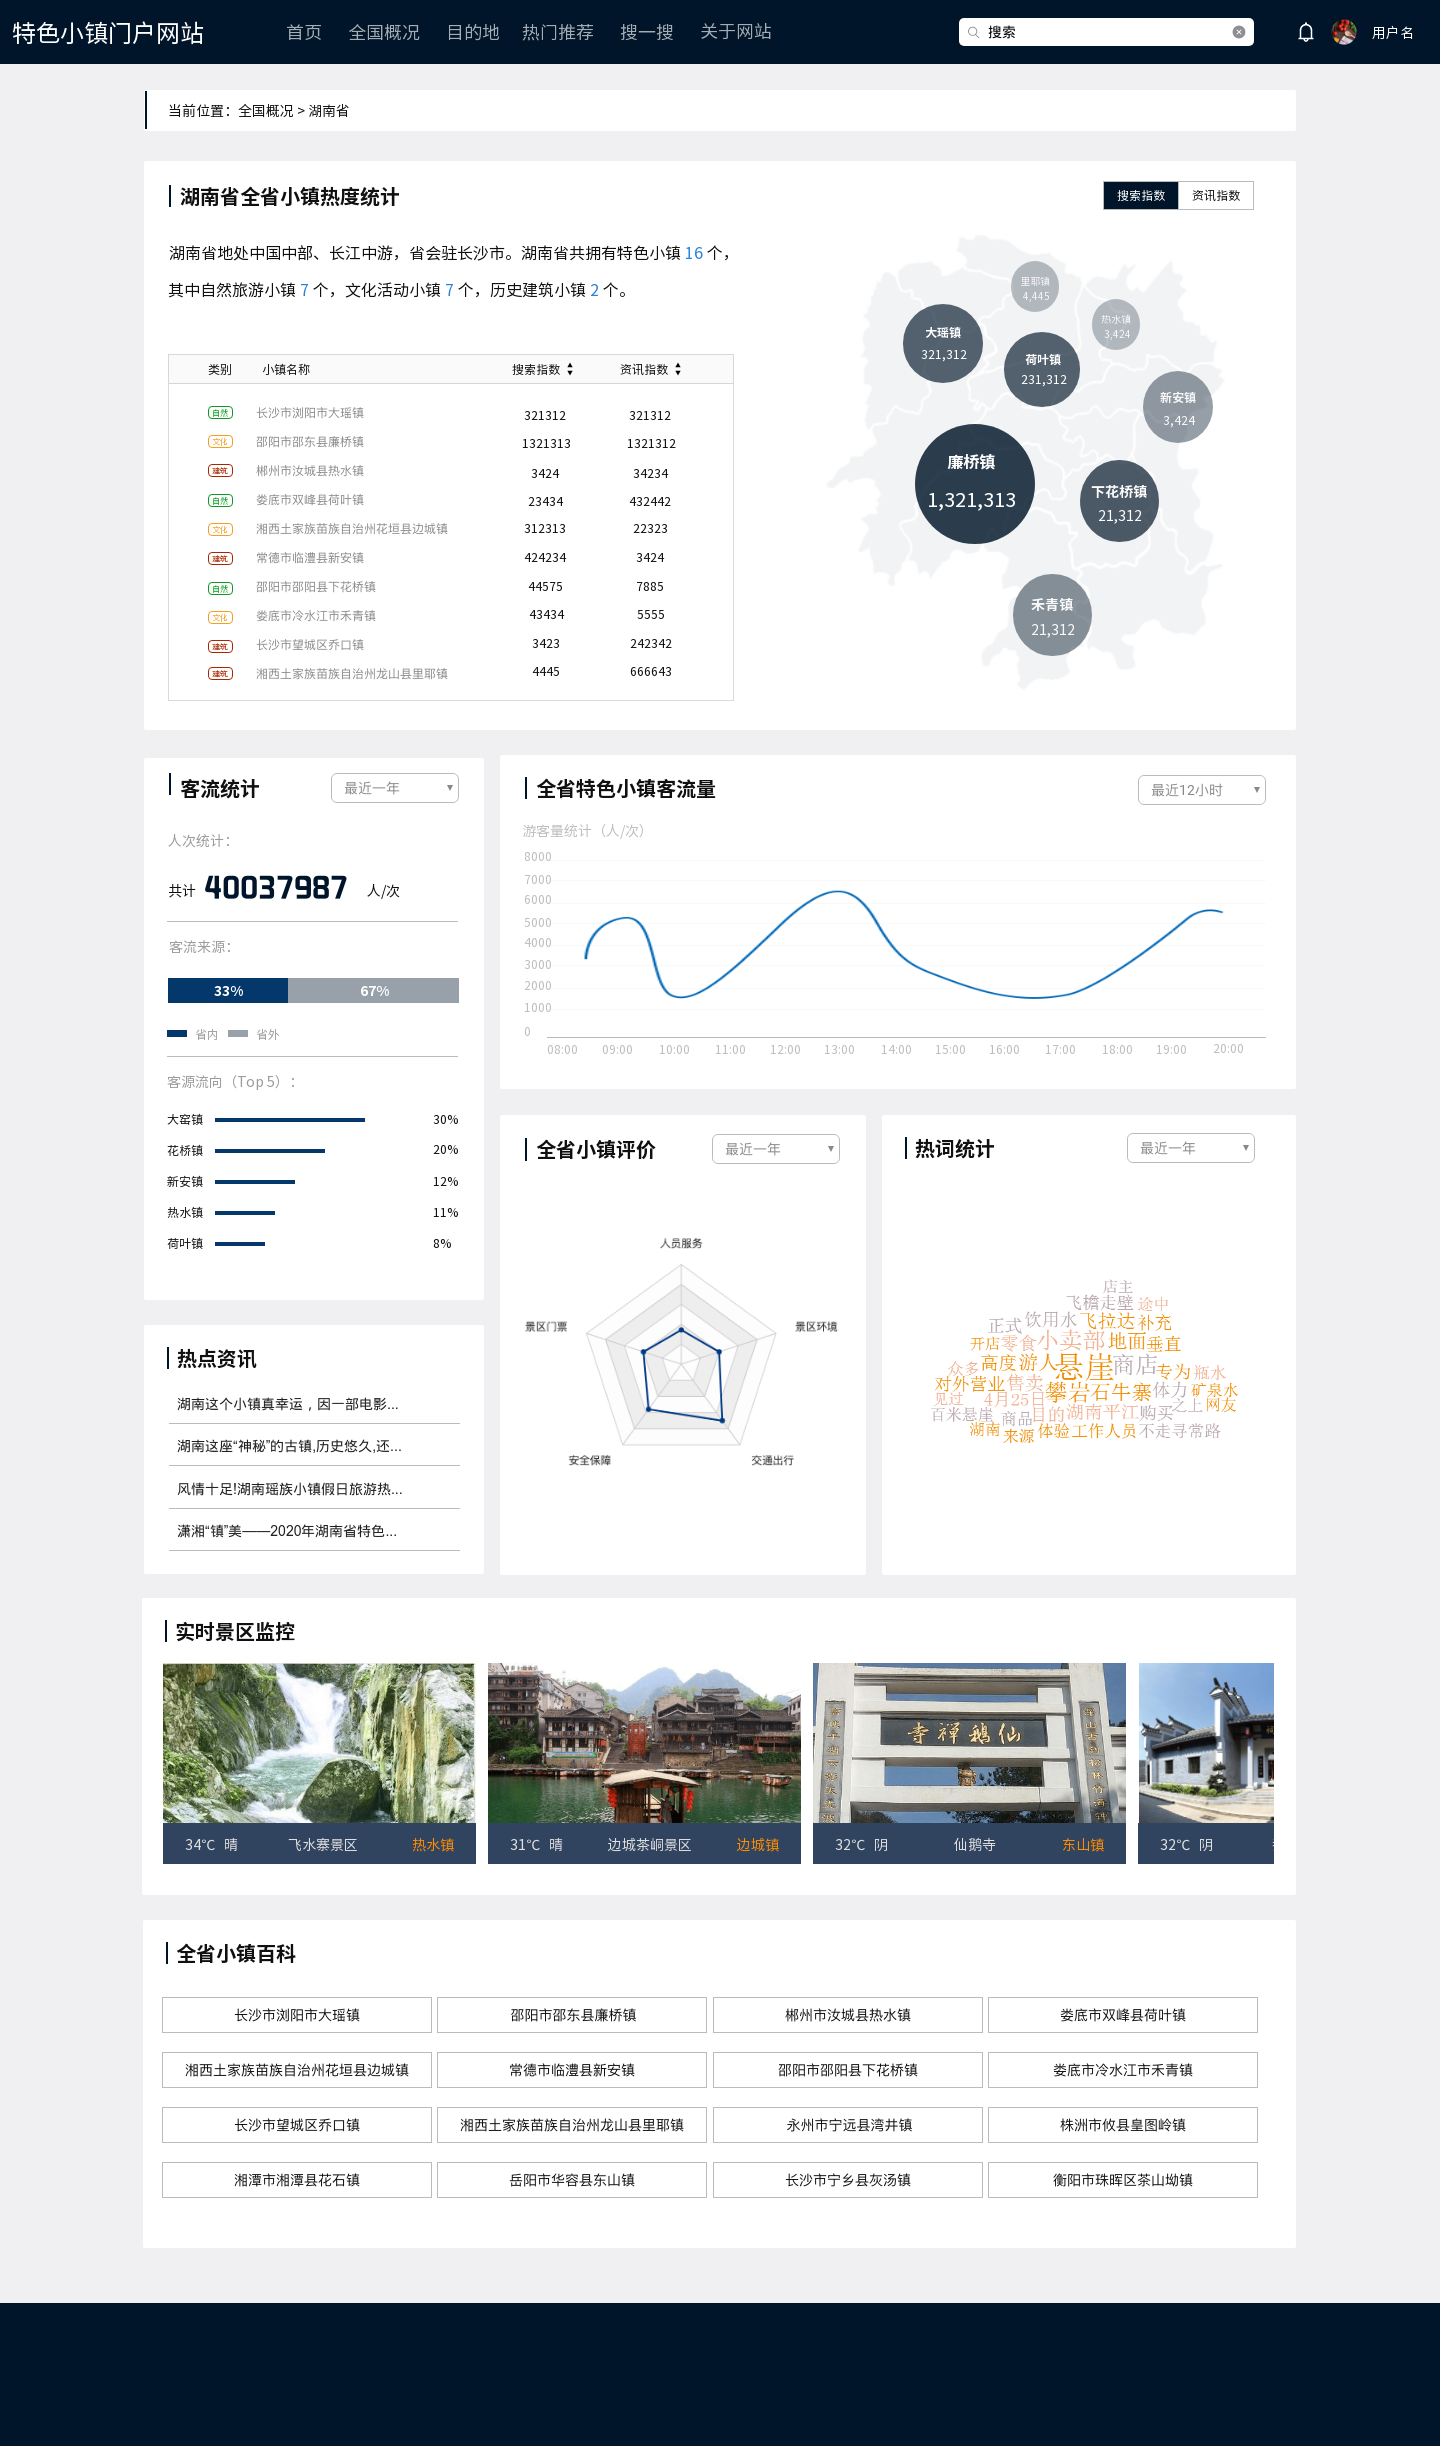 特色小镇门户网站 首页 全国概况 目的地 热门推荐 搜一搜 关于网站 搜索 用户名
当前位置：全国概况 > 湖南省
湖南省全省小镇热度统计
搜索指数 资讯指数
湖南省地处中国中部、长江中游，省会驻长沙市。湖南省共拥有特色小镇 16 个，
其中自然旅游小镇 7 个，文化活动小镇 7 个，历史建筑小镇 2 个。
类别 小镇名称 搜索指数 资讯指数
自然 长沙市浏阳市大瑶镇 321312 321312
文化 邵阳市邵东县廉桥镇 1321313 1321312
建筑 郴州市汝城县热水镇 3424 34234
自然 娄底市双峰县荷叶镇 23434 432442
文化 湘西土家族苗族自治州花垣县边城镇 312313 22323
建筑 常德市临澧县新安镇 424234 3424
自然 邵阳市邵阳县下花桥镇 44575 7885
文化 娄底市冷水江市禾青镇 43434 5555
建筑 长沙市望城区乔口镇 3423 242342
建筑 湘西土家族苗族自治州龙山县里耶镇 4445 666643
里耶镇
4,445
热水镇
3,424
大瑶镇
321,312
荷叶镇
231,312
新安镇
3,424
廉桥镇
1,321,313
下花桥镇
21,312
禾青镇
21,312
客流统计
最近一年
人次统计：
共计 40037987 人/次
客流来源：
33% 67%
省内 省外
客源流向（Top 5）：
大窑镇 30%
花桥镇 20%
新安镇 12%
热水镇 11%
荷叶镇 8%
全省特色小镇客流量
最近12小时
游客量统计（人/次）
8000
7000
6000
5000
4000
3000
2000
1000
0
08:00 09:00 10:00 11:00 12:00 13:00 14:00 15:00 16:00 17:00 18:00 19:00 20:00
全省小镇评价
最近一年
人员服务
景区门票 景区环境
安全保障 交通出行
热词统计
最近一年
店主
飞檐走壁 途中
正式 饮用水 飞拉达 补充
开店 零食 小卖部 地面 垂直
众多 高度 游人 悬崖 商店 专为 瓶水
对外营业 售卖 攀岩 石牛寨 体力 矿泉水
见过 4月25日 之上 网友
百米悬崖 商品 目的 湖南平江 购买
湖南 来源 体验 工作人员 不走寻常路
热点资讯
湖南这个小镇真幸运，因一部电影...
湖南这座“神秘”的古镇,历史悠久,还...
风情十足!湖南瑶族小镇假日旅游热...
潇湘“镇”美——2020年湖南省特色...
实时景区监控
仙鹅禅寺
34℃ 晴 飞水寨景区 热水镇
31℃ 晴 边城茶峒景区 边城镇
32℃ 阴 仙鹅寺 东山镇
32℃ 阴
全省小镇百科
长沙市浏阳市大瑶镇 邵阳市邵东县廉桥镇 郴州市汝城县热水镇 娄底市双峰县荷叶镇
湘西土家族苗族自治州花垣县边城镇 常德市临澧县新安镇 邵阳市邵阳县下花桥镇 娄底市冷水江市禾青镇
长沙市望城区乔口镇 湘西土家族苗族自治州龙山县里耶镇 永州市宁远县湾井镇 株洲市攸县皇图岭镇
湘潭市湘潭县花石镇 岳阳市华容县东山镇 长沙市宁乡县灰汤镇 衡阳市珠晖区茶山坳镇